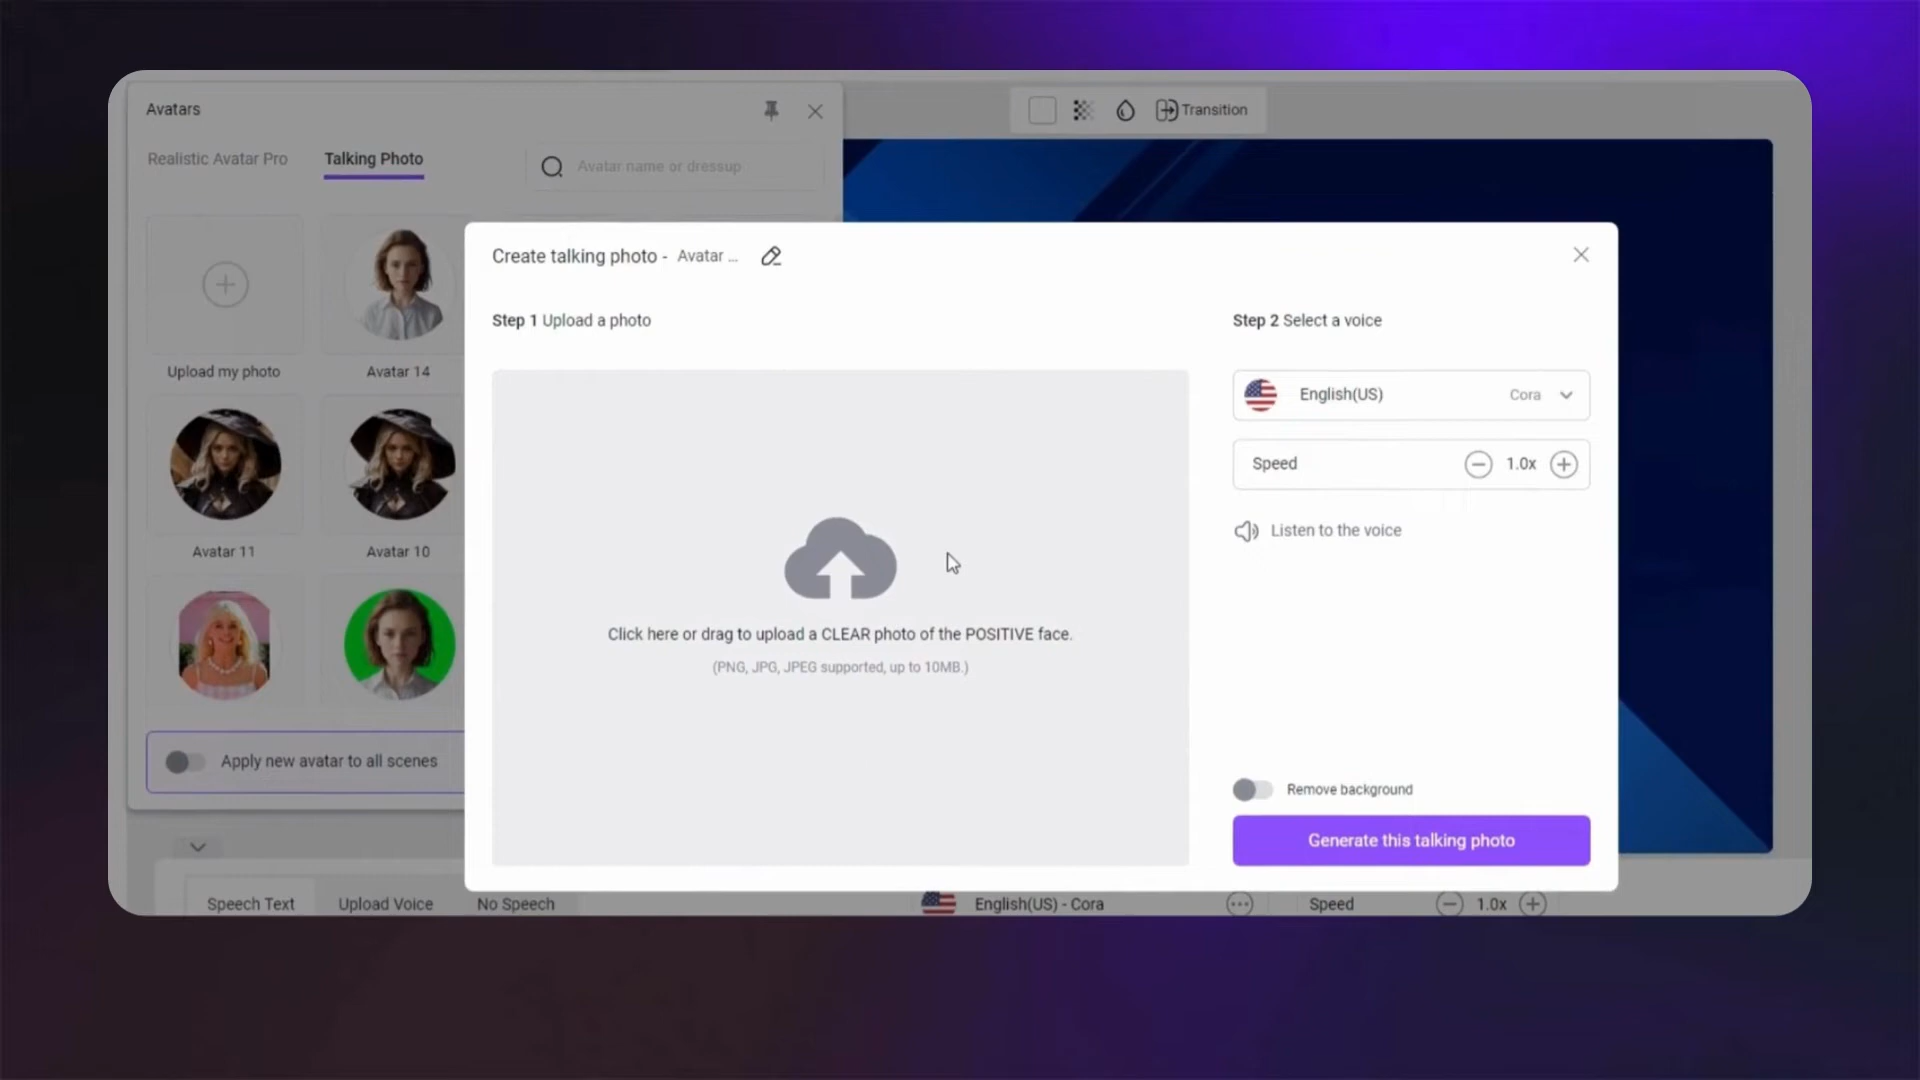 Avatars
Transition
Realistic Avatar Pro
Talking Photo
Avatar name or dressup
Upload my photo
Avatar 14
Avatar 11
Avatar 10
Apply new avatar to all scenes
Create talking photo - Avatar ...
Step 1 Upload a photo
Click here or drag to upload a CLEAR photo of the POSITIVE face.
(PNG, JPG, JPEG supported, up to 10MB.)
Step 2 Select a voice
English(US) Cora
Speed 1.0x
Listen to the voice
Remove background
Generate this talking photo
Speech Text Upload Voice No Speech English(US) - Cora Speed 1.0x